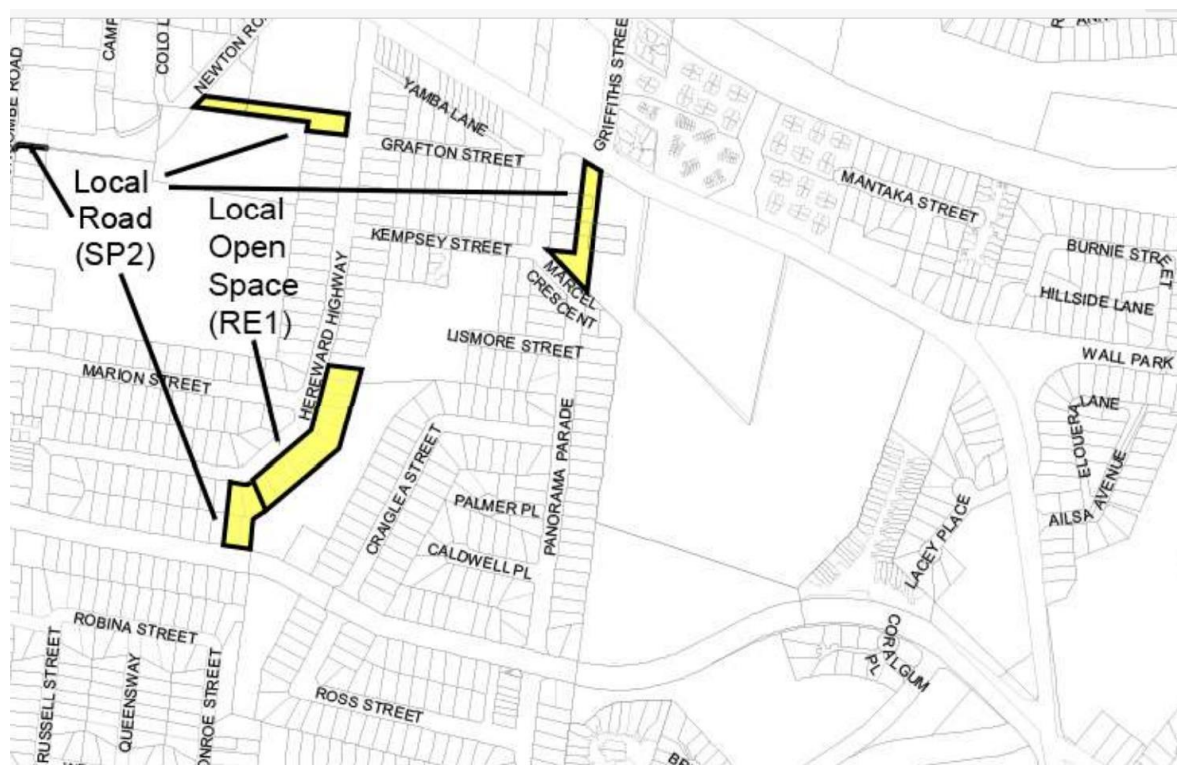 CAMP
COLO L
NEWTON RO
OMBE ROAD
YAMBA LANE
GRIFFITHS STREE
GRAFTON STREET
Local
Road
(SP2)
Local
Open
Space
(RE1)
MANTAKA STREET
KEMPSEY STREET
MARCEL
CRESCENT
BURNIE STREET
HILLSIDE LANE
HEREWARD HIGHWAY
LISMORE STREET
WALL PARK
MARION STREET
ELOUERA
LANE
AILSA AVENUE
PANORAMA PARADE
CRAIGLEA STREET
PALMER PL
CALDWELL PL
LACEY PLACE
CORALGUM
PL
ROBINA STREET
RUSSELL STREET
QUEENSWAY
ONROE STREET
ROSS STREET